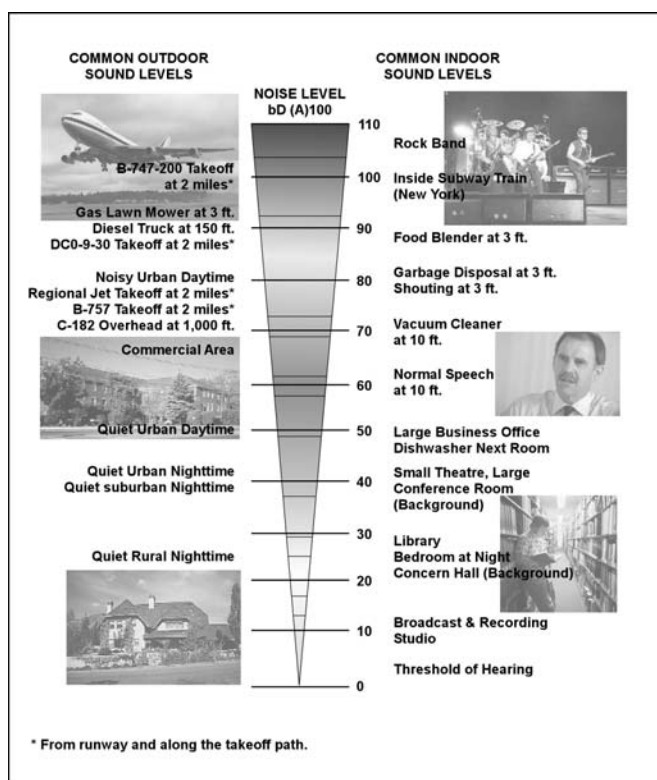 COMMON OUTDOOR
SOUND LEVELS
B-747-200 Takeoff
at 2 miles*
Gas Lawn Mower at 3 ft.
Diesel Truck at 150 ft.
DC0-9-30 Takeoff at 2 miles*
Noisy Urban Daytime
Regional Jet Takeoff at 2 miles*
B-757 Takeoff at 2 miles*
C-182 Overhead at 1,000 ft.
Commercial Area
Quiet Urban Daytime
Quiet Urban Nighttime
Quiet suburban Nighttime
Quiet Rural Nighttime
NOISE LEVEL
bD (A)100
110
100
90
80
70
60
50
40
30
20
10
0
COMMON INDOOR
SOUND LEVELS
Rock Band
Inside Subway Train
(New York)
Food Blender at 3 ft.
Garbage Disposal at 3 ft.
Shouting at 3 ft.
Vacuum Cleaner
at 10 ft.
Normal Speech
at 10 ft.
Large Business Office
Dishwasher Next Room
Small Theatre, Large
Conference Room
(Background)
Library
Bedroom at Night
Concern Hall (Background)
Broadcast & Recording
Studio
Threshold of Hearing
* From runway and along the takeoff path.